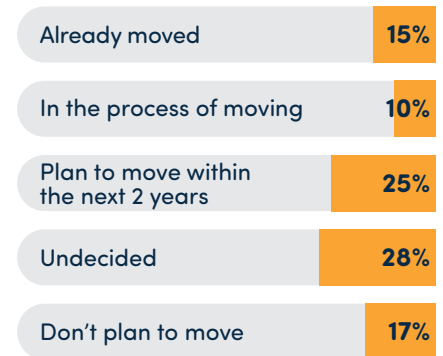 Already moved 15%
In the process of moving 10%
Plan to move within
the next 2 years 25%
Undecided 28%
Don’t plan to move 17%